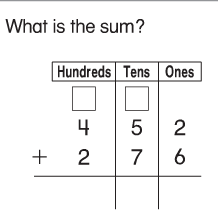 What is the sum?
Hundreds Tens Ones
4 5 2
+ 2 7 6